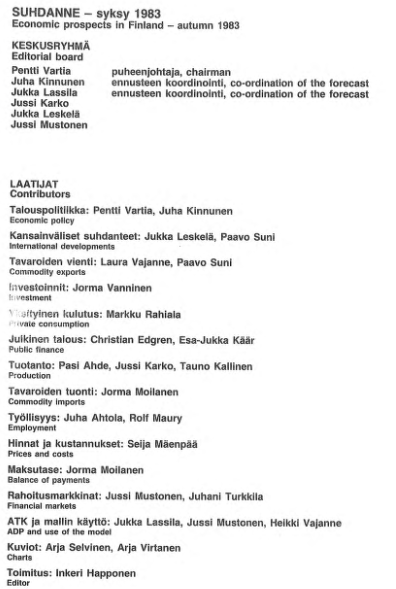 SUHDANNE – syksy 1983
Economic prospects in Finland – autumn 1983
KESKUSRYHMÄ
Editorial board
Pentti Vartia puheenjohtaja, chairman
Juha Kinnunen ennusteen koordinointi, co-ordination of the forecast
Jukka Lassila ennusteen koordinointi, co-ordination of the forecast
Jussi Karko
Jukka Leskelä
Jussi Mustonen
LAATIJAT
Contributors
Talouspolitiikka: Pentti Vartia, Juha Kinnunen
Economic policy
Kansainväliset suhdanteet: Jukka Leskelä, Paavo Suni
International developments
Tavaroiden vienti: Laura Vajanne, Paavo Suni
Commodity exports
Investoinnit: Jorma Vanninen
Investment
Yksityinen kulutus: Markku Rahiala
Private consumption
Julkinen talous: Christian Edgren, Esa-Jukka Käär
Public finance
Tuotanto: Pasi Ahde, Jussi Karko, Tauno Kallinen
Production
Tavaroiden tuonti: Jorma Moilanen
Commodity imports
Työllisyys: Juha Ahtola, Rolf Maury
Employment
Hinnat ja kustannukset: Seija Mäenpää
Prices and costs
Maksutase: Jorma Moilanen
Balance of payments
Rahoitusmarkkinat: Jussi Mustonen, Juhani Turkkila
Financial markets
ATK ja mallin käyttö: Jukka Lassila, Jussi Mustonen, Heikki Vajanne
ADP and use of the model
Kuviot: Arja Selvinen, Arja Virtanen
Charts
Toimitus: Inkeri Happonen
Editor